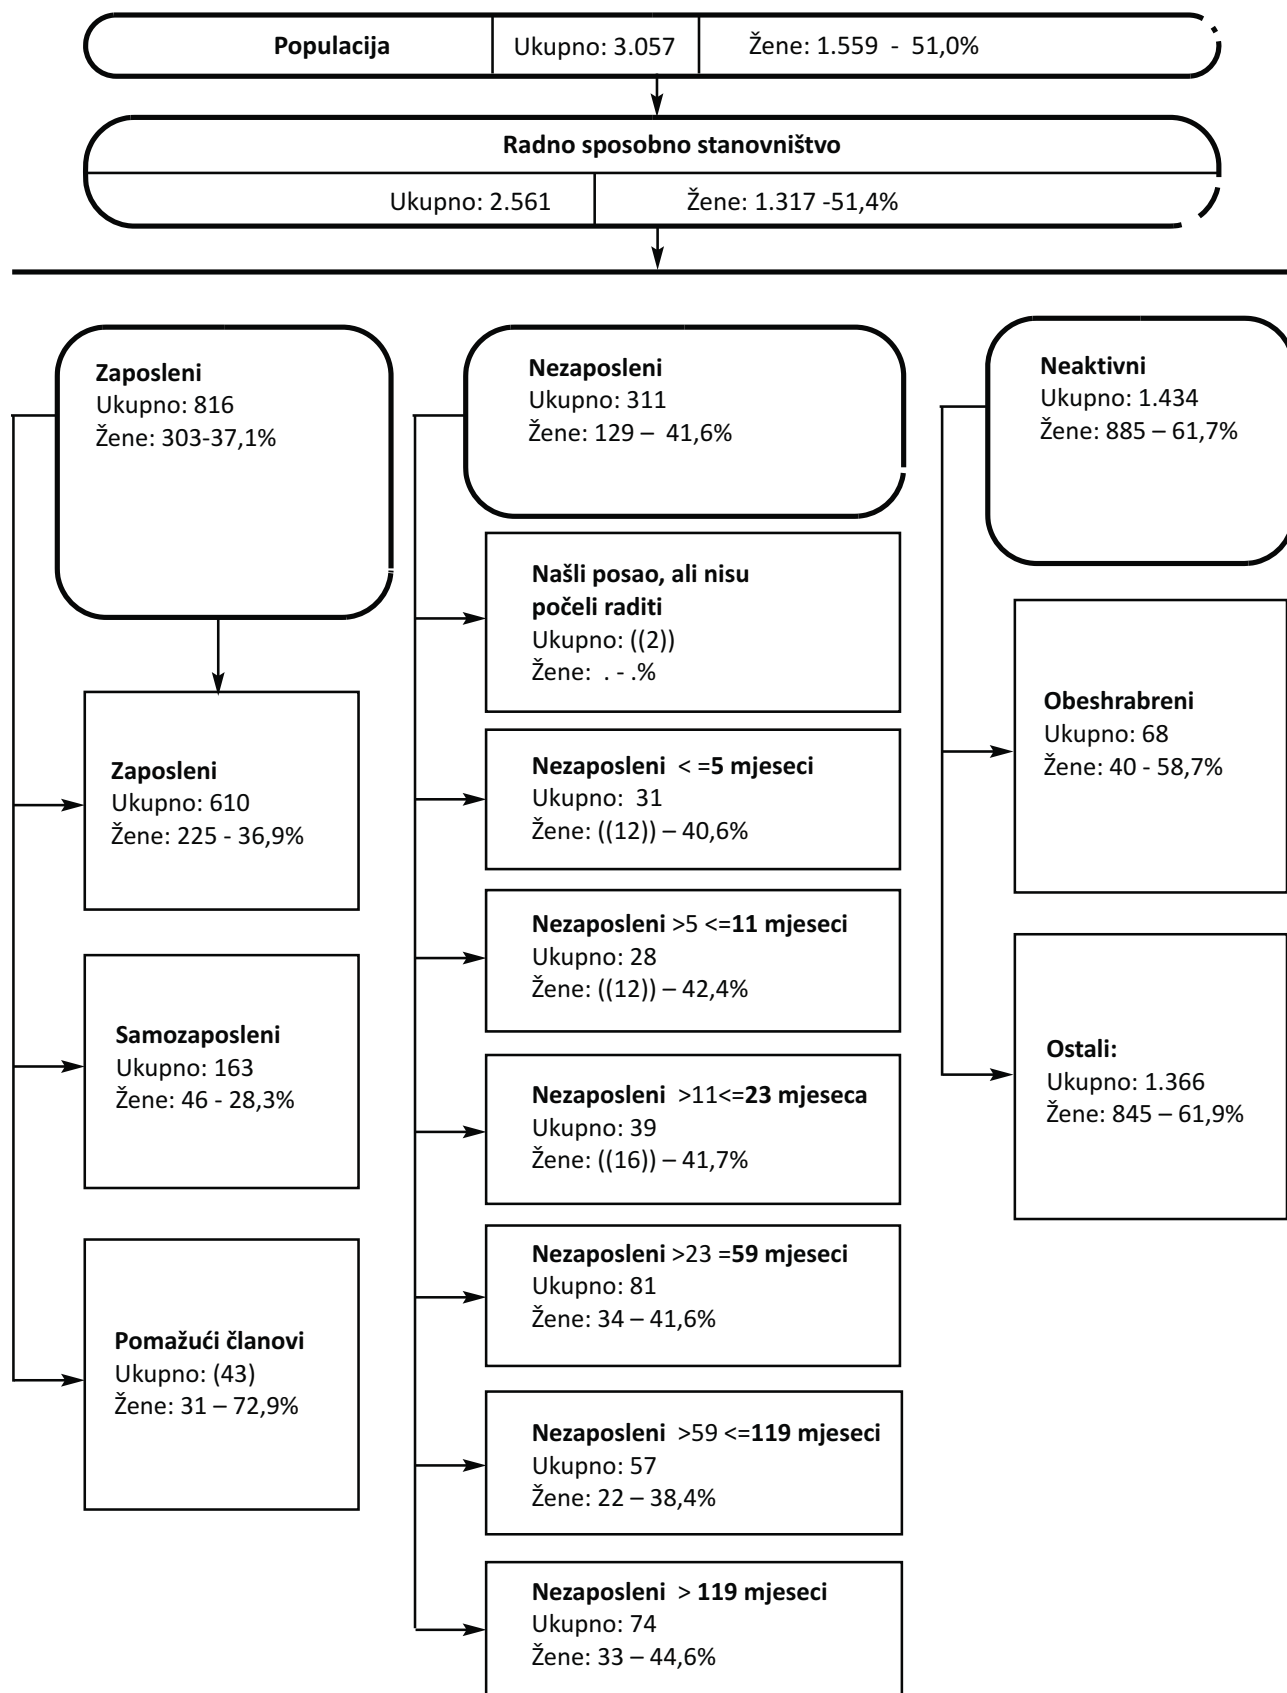 Populacija Ukupno: 3.057 Žene: 1.559 - 51,0%
Radno sposobno stanovništvo
Ukupno: 2.561 Žene: 1.317 -51,4%
Zaposleni
Ukupno: 816
Žene: 303-37,1%
Zaposleni
Ukupno: 610
Žene: 225 - 36,9%
Samozaposleni
Ukupno: 163
Žene: 46 - 28,3%
Pomažući članovi
Ukupno: (43)
Žene: 31 – 72,9%
Nezaposleni
Ukupno: 311
Žene: 129 – 41,6%
Našli posao, ali nisu
počeli raditi
Ukupno: ((2))
Žene: . - .%
Nezaposleni < =5 mjeseci
Ukupno: 31
Žene: ((12)) – 40,6%
Nezaposleni >5 <=11 mjeseci
Ukupno: 28
Žene: ((12)) – 42,4%
Nezaposleni >11<=23 mjeseca
Ukupno: 39
Žene: ((16)) – 41,7%
Nezaposleni >23 =59 mjeseci
Ukupno: 81
Žene: 34 – 41,6%
Nezaposleni >59 <=119 mjeseci
Ukupno: 57
Žene: 22 – 38,4%
Nezaposleni > 119 mjeseci
Ukupno: 74
Žene: 33 – 44,6%
Neaktivni
Ukupno: 1.434
Žene: 885 – 61,7%
Obeshrabreni
Ukupno: 68
Žene: 40 - 58,7%
Ostali:
Ukupno: 1.366
Žene: 845 – 61,9%